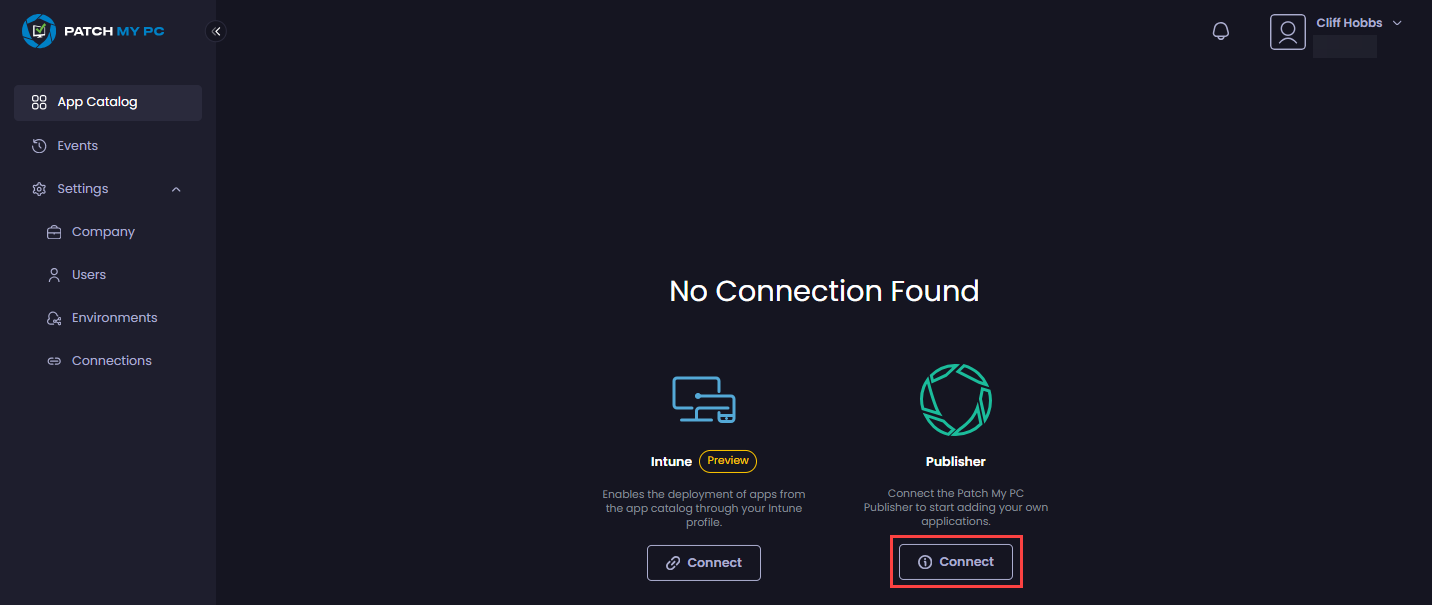 PATCH MY PC
Cliff Hobbs
App Catalog
Events
Settings
Company
Users
Environments
Connections
No Connection Found
Intune Preview
Enables the deployment of apps from
the app catalog through your Intune
profile.
Connect
Publisher
Connect the Patch My PC
Publisher to start adding your own
applications.
Connect